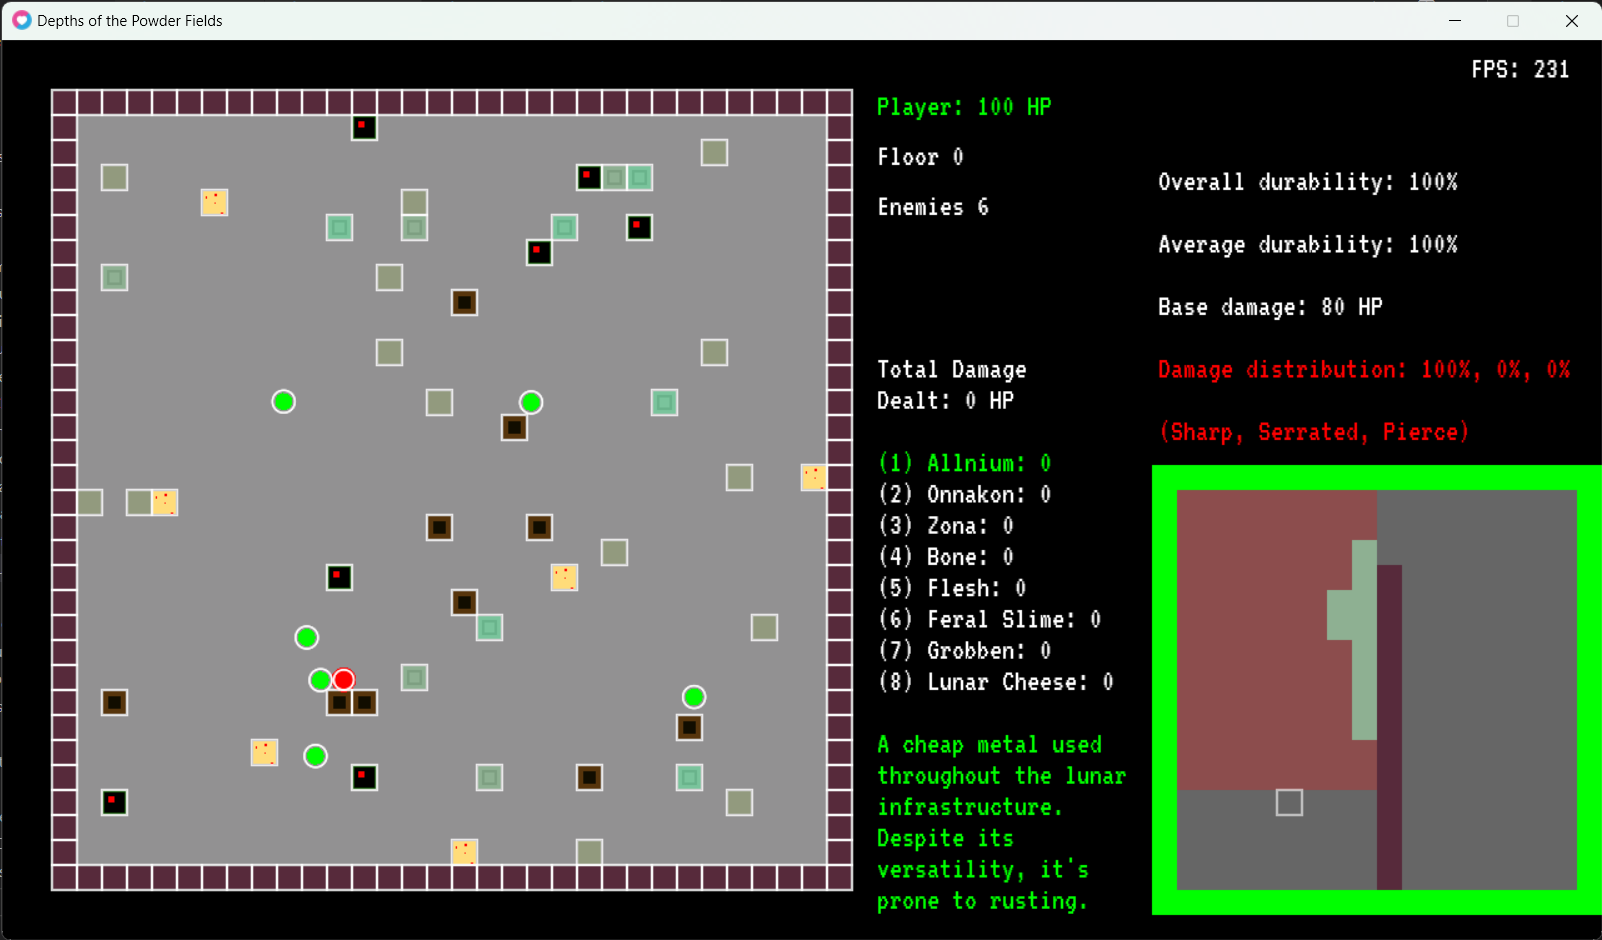 Depths of the Powder Fields
FPS: 231
Player: 100 HP
Floor 0
Enemies 6
Total Damage
Dealt: 0 HP
(1) Allnium: 0
(2) Onnakon: 0
(3) Zona: 0
(4) Bone: 0
(5) Flesh: 0
(6) Feral Slime: 0
(7) Grobben: 0
(8) Lunar Cheese: 0
A cheap metal used
throughout the lunar
infrastructure.
Despite its
versatility, it's
prone to rusting.
Overall durability: 100%
Average durability: 100%
Base damage: 80 HP
Damage distribution: 100%, 0%, 0%
(Sharp, Serrated, Pierce)